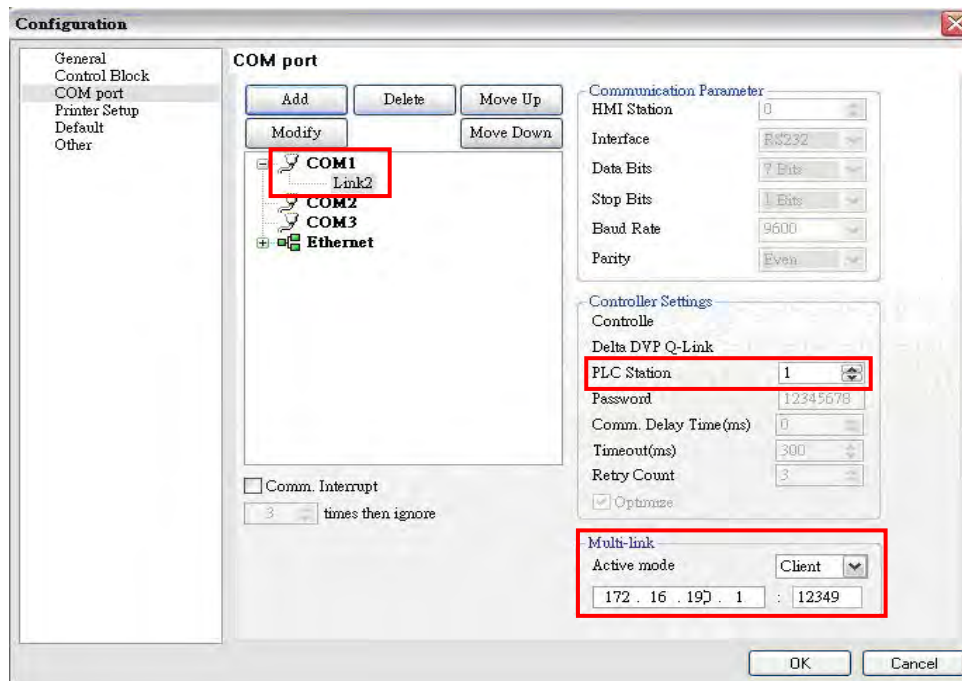 Configuration
General
Control Block
COM port
Printer Setup
Default
Other
COM port
Add Delete Move Up
Modify Move Down
COM1
Link2
COM2
COM3
Ethernet
Comm. Interrupt
3 times then ignore
Communication Parameter
HMI Station 0
Interface RS232
Data Bits 7 Bits
Stop Bits 1 Bits
Baud Rate 9600
Parity Even
Controller Settings
Controlle
Delta DVP Q-Link
PLC Station 1
Password 12345678
Comm. Delay Time(ms) 0
Timeout(ms) 300
Retry Count 3
Optimize
Multi-link
Active mode Client
172 . 16 . . 1 : 12349
OK Cancel